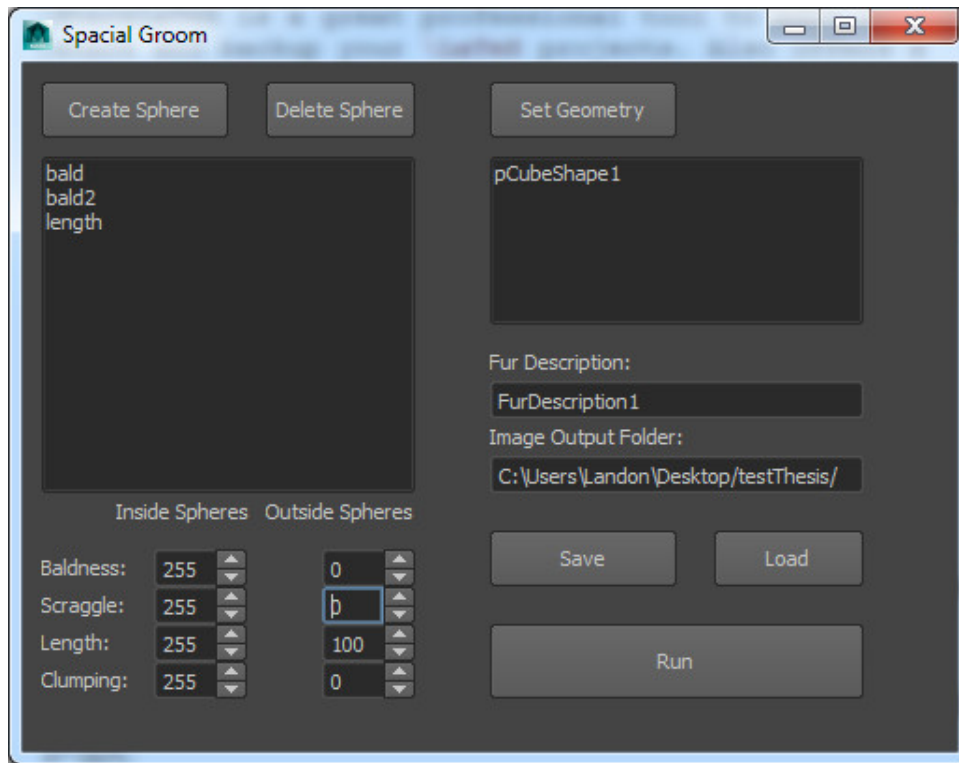 Spacial Groom
Create Sphere Delete Sphere
Set Geometry
bald
bald2
length
pCubeShape1
Fur Description:
FurDescription1
Image Output Folder:
C:\Users\Landon\Desktop/testThesis/
Inside Spheres Outside Spheres
Baldness: 255 0
Scraggle: 255 0
Length: 255 100
Clumping: 255 0
Save Load
Run